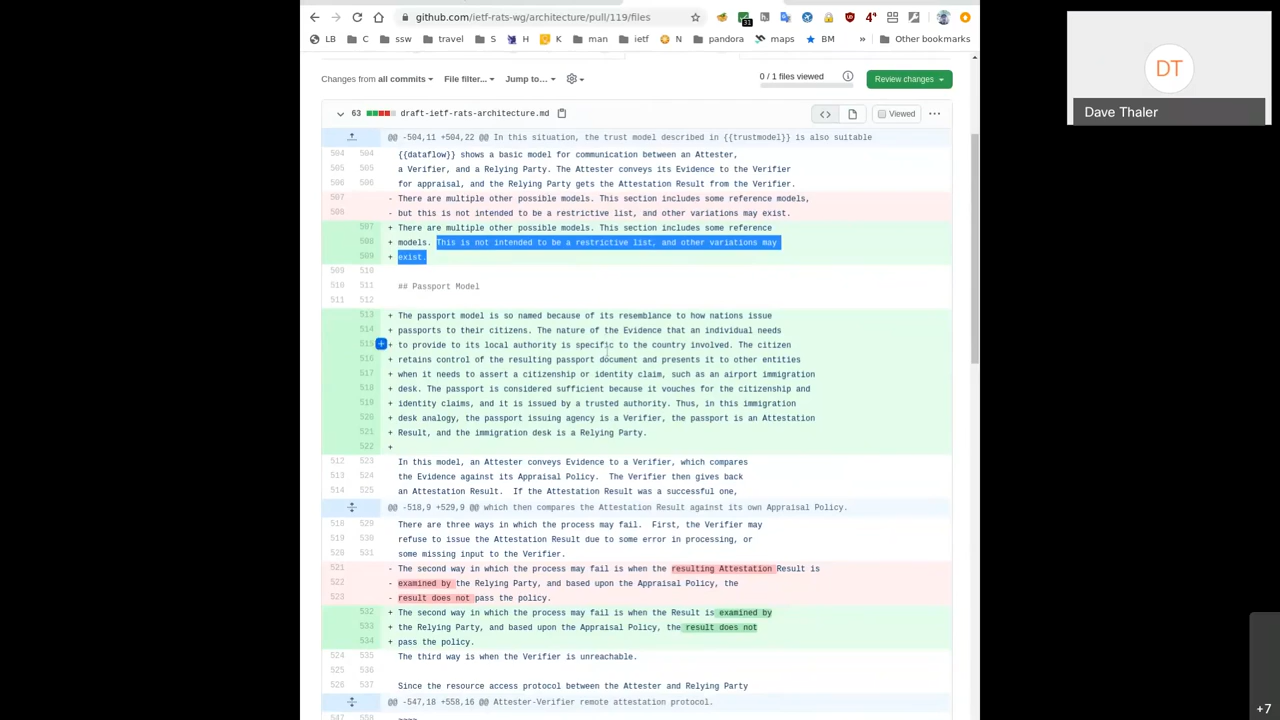 github.com/ietf-rats-wg/architecture/pull/119/files
31
LB C ssw travel S H K man ietf N pandora maps BM » Other bookmarks
Changes from all commits File filter... Jump to... 0 / 1 files viewed Review changes
63 draft-ietf-rats-architecture.md Viewed
@@ -504,11 +504,22 @@ In this situation, the trust model described in {{trustmodel}} is also suitable
504 504 {{dataflow}} shows a basic model for communication between an Attester,
505 505 a Verifier, and a Relying Party. The Attester conveys its Evidence to the Verifier
506 506 for appraisal, and the Relying Party gets the Attestation Result from the Verifier.
507 - There are multiple other possible models. This section includes some reference models,
508 - but this is not intended to be a restrictive list, and other variations may exist.
507 + There are multiple other possible models. This section includes some reference
508 + models. This is not intended to be a restrictive list, and other variations may
509 + exist.
509 510
510 511 ## Passport Model
511 512
513 + The passport model is so named because of its resemblance to how nations issue
514 + passports to their citizens. The nature of the Evidence that an individual needs
515 + to provide to its local authority is specific to the country involved. The citizen
516 + retains control of the resulting passport document and presents it to other entities
517 + when it needs to assert a citizenship or identity claim, such as an airport immigration
518 + desk. The passport is considered sufficient because it vouches for the citizenship and
519 + identity claims, and it is issued by a trusted authority. Thus, in this immigration
520 + desk analogy, the passport issuing agency is a Verifier, the passport is an Attestation
521 + Result, and the immigration desk is a Relying Party.
522 +
512 523 In this model, an Attester conveys Evidence to a Verifier, which compares
513 524 the Evidence against its Appraisal Policy. The Verifier then gives back
514 525 an Attestation Result. If the Attestation Result was a successful one,
@@ -518,9 +529,9 @@ which then compares the Attestation Result against its own Appraisal Policy.
518 529 There are three ways in which the process may fail. First, the Verifier may
519 530 refuse to issue the Attestation Result due to some error in processing, or
520 531 some missing input to the Verifier.
521 - The second way in which the process may fail is when the resulting Attestation Result is
522 - examined by the Relying Party, and based upon the Appraisal Policy, the
523 - result does not pass the policy.
532 + The second way in which the process may fail is when the Result is examined by
533 + the Relying Party, and based upon the Appraisal Policy, the result does not
534 + pass the policy.
524 535 The third way is when the Verifier is unreachable.
525 536
526 537 Since the resource access protocol between the Attester and Relying Party
@@ -547,18 +558,16 @@ Attester-Verifier remote attestation protocol.
547 558 ~~~~
DT
Dave Thaler
+7